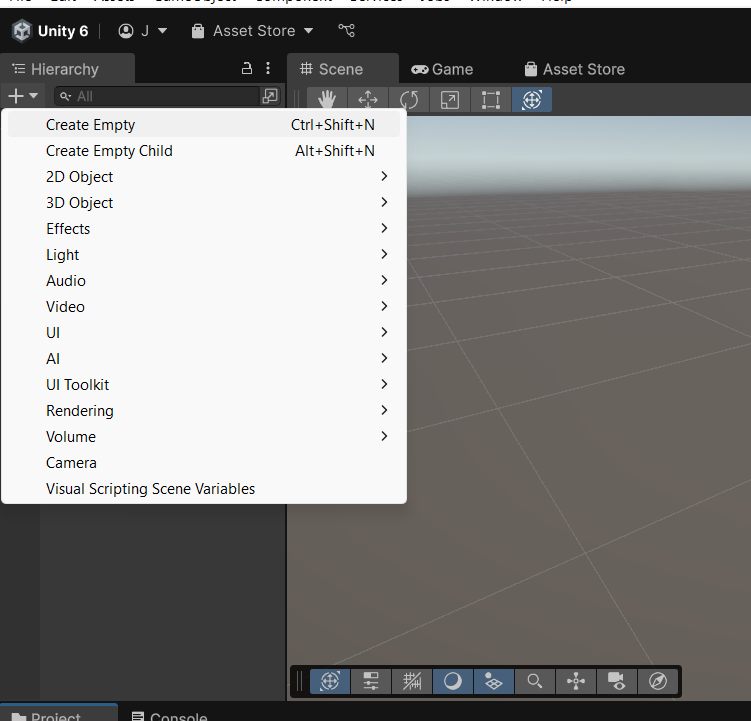 Unity 6 J Asset Store
Hierarchy Scene Game Asset Store
All
Create Empty Ctrl+Shift+N
Create Empty Child Alt+Shift+N
2D Object
3D Object
Effects
Light
Audio
Video
UI
AI
UI Toolkit
Rendering
Volume
Camera
Visual Scripting Scene Variables
Project Console